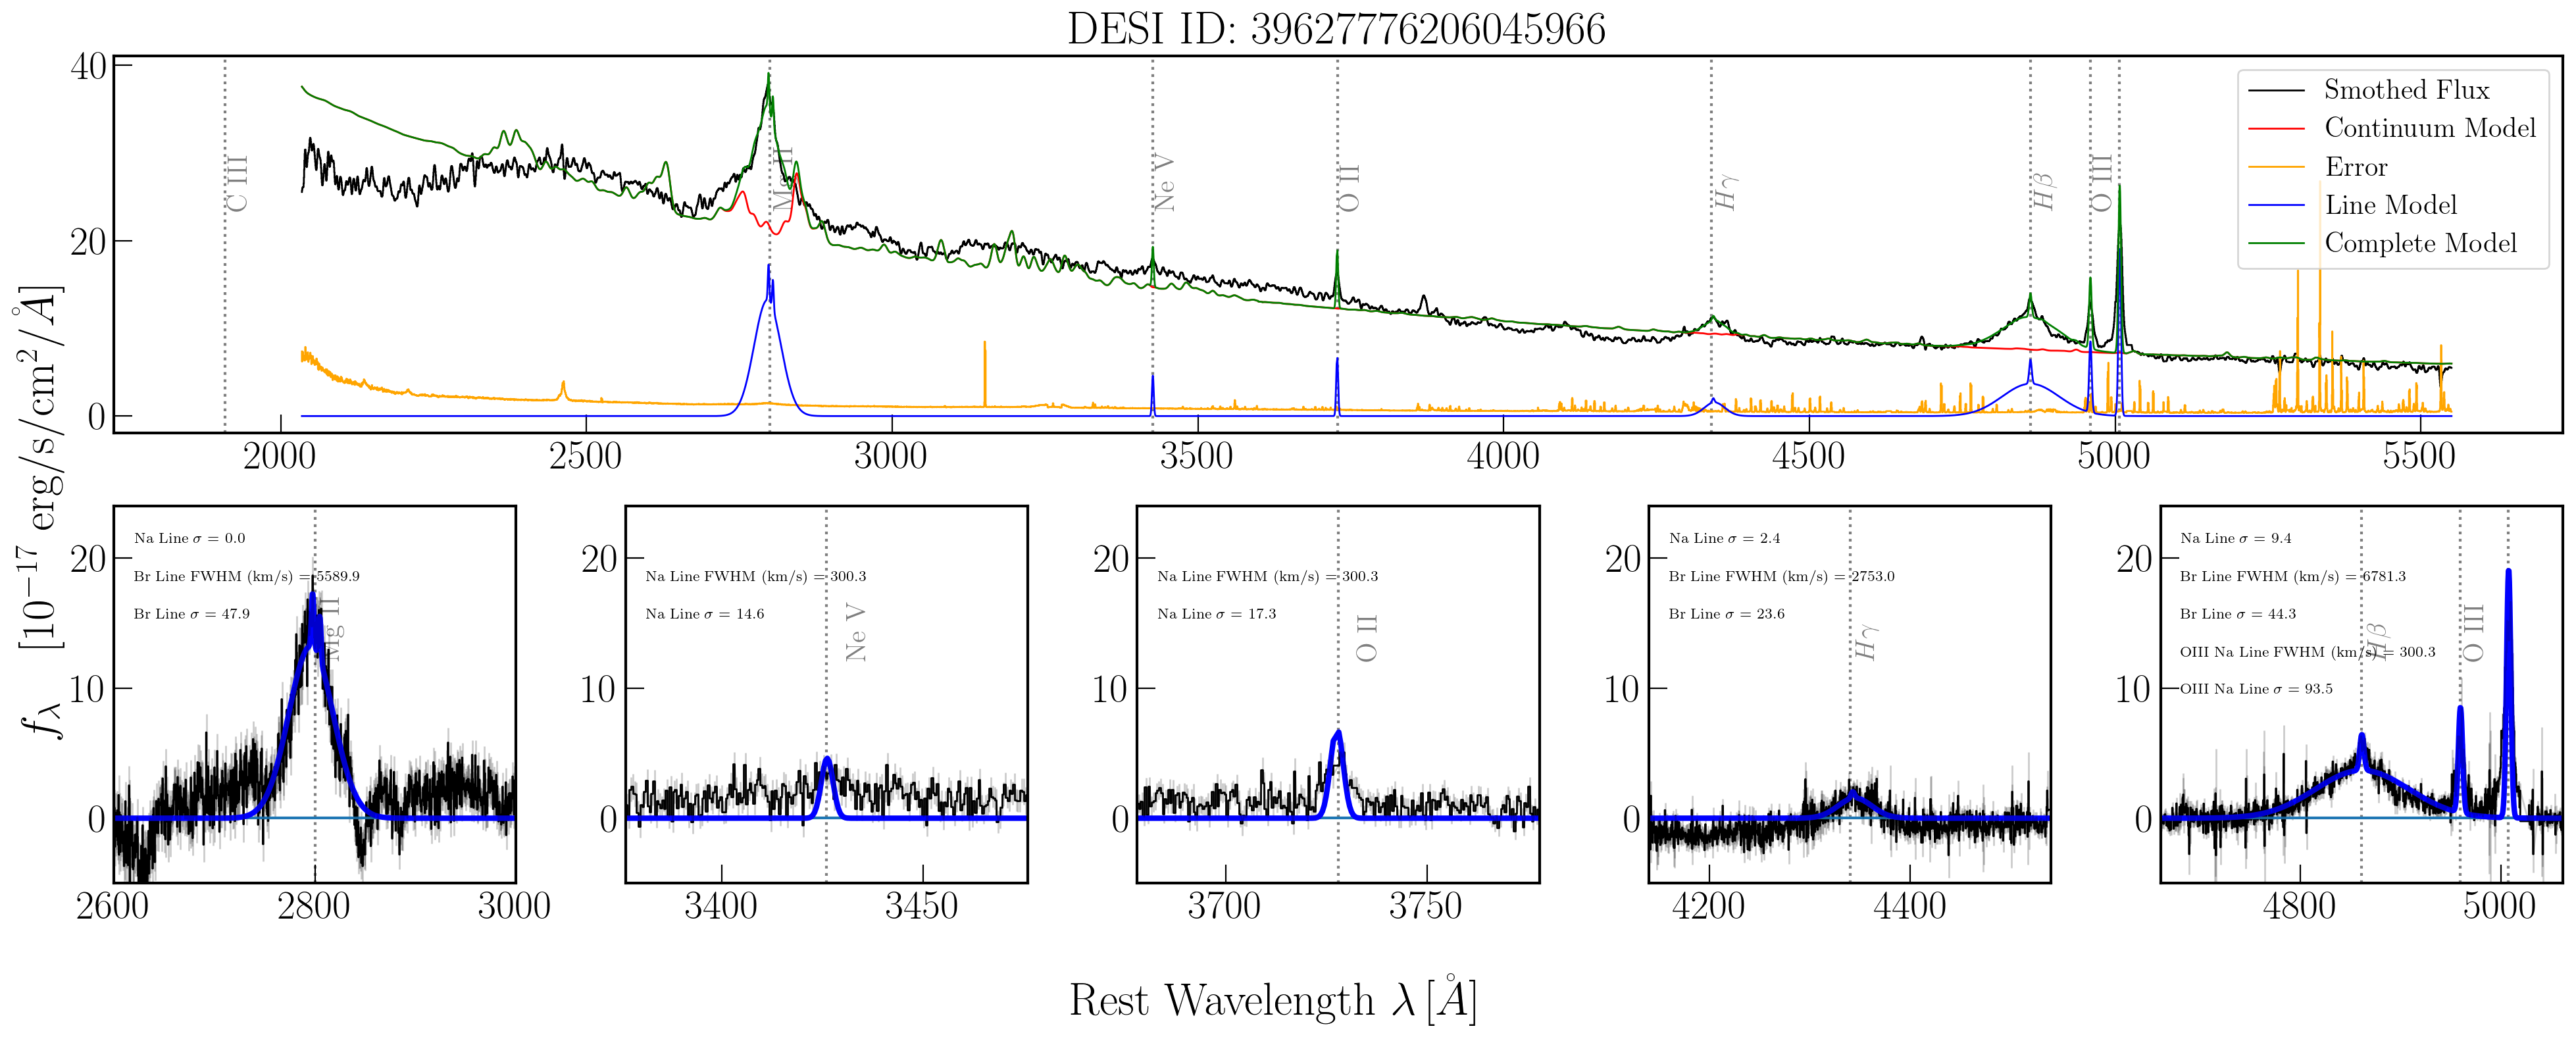 DESI ID: 39627776206045966
40
20
0
C III
Mg II
Ne V
O II
Hγ
Hβ
O III
Smothed Flux
Continuum Model
Error
Line Model
Complete Model
2000 2500 3000 3500 4000 4500 5000 5500
f_λ [10^{-17} erg/s/cm^2/Å]
20
10
0
Na Line σ = 0.0
Br Line FWHM (km/s) = 5589.9
Br Line σ = 47.9
Mg II
2600 2800 3000
20
10
0
Na Line FWHM (km/s) = 300.3
Na Line σ = 14.6
Ne V
3400 3450
20
10
0
Na Line FWHM (km/s) = 300.3
Na Line σ = 17.3
O II
3700 3750
20
10
0
Na Line σ = 2.4
Br Line FWHM (km/s) = 2753.0
Br Line σ = 23.6
Hγ
4200 4400
20
10
0
Na Line σ = 9.4
Br Line FWHM (km/s) = 6781.3
Br Line σ = 44.3
OIII Na Line FWHM (km/s) = 300.3
OIII Na Line σ = 93.5
Hβ
O III
4800 5000
Rest Wavelength λ [Å]